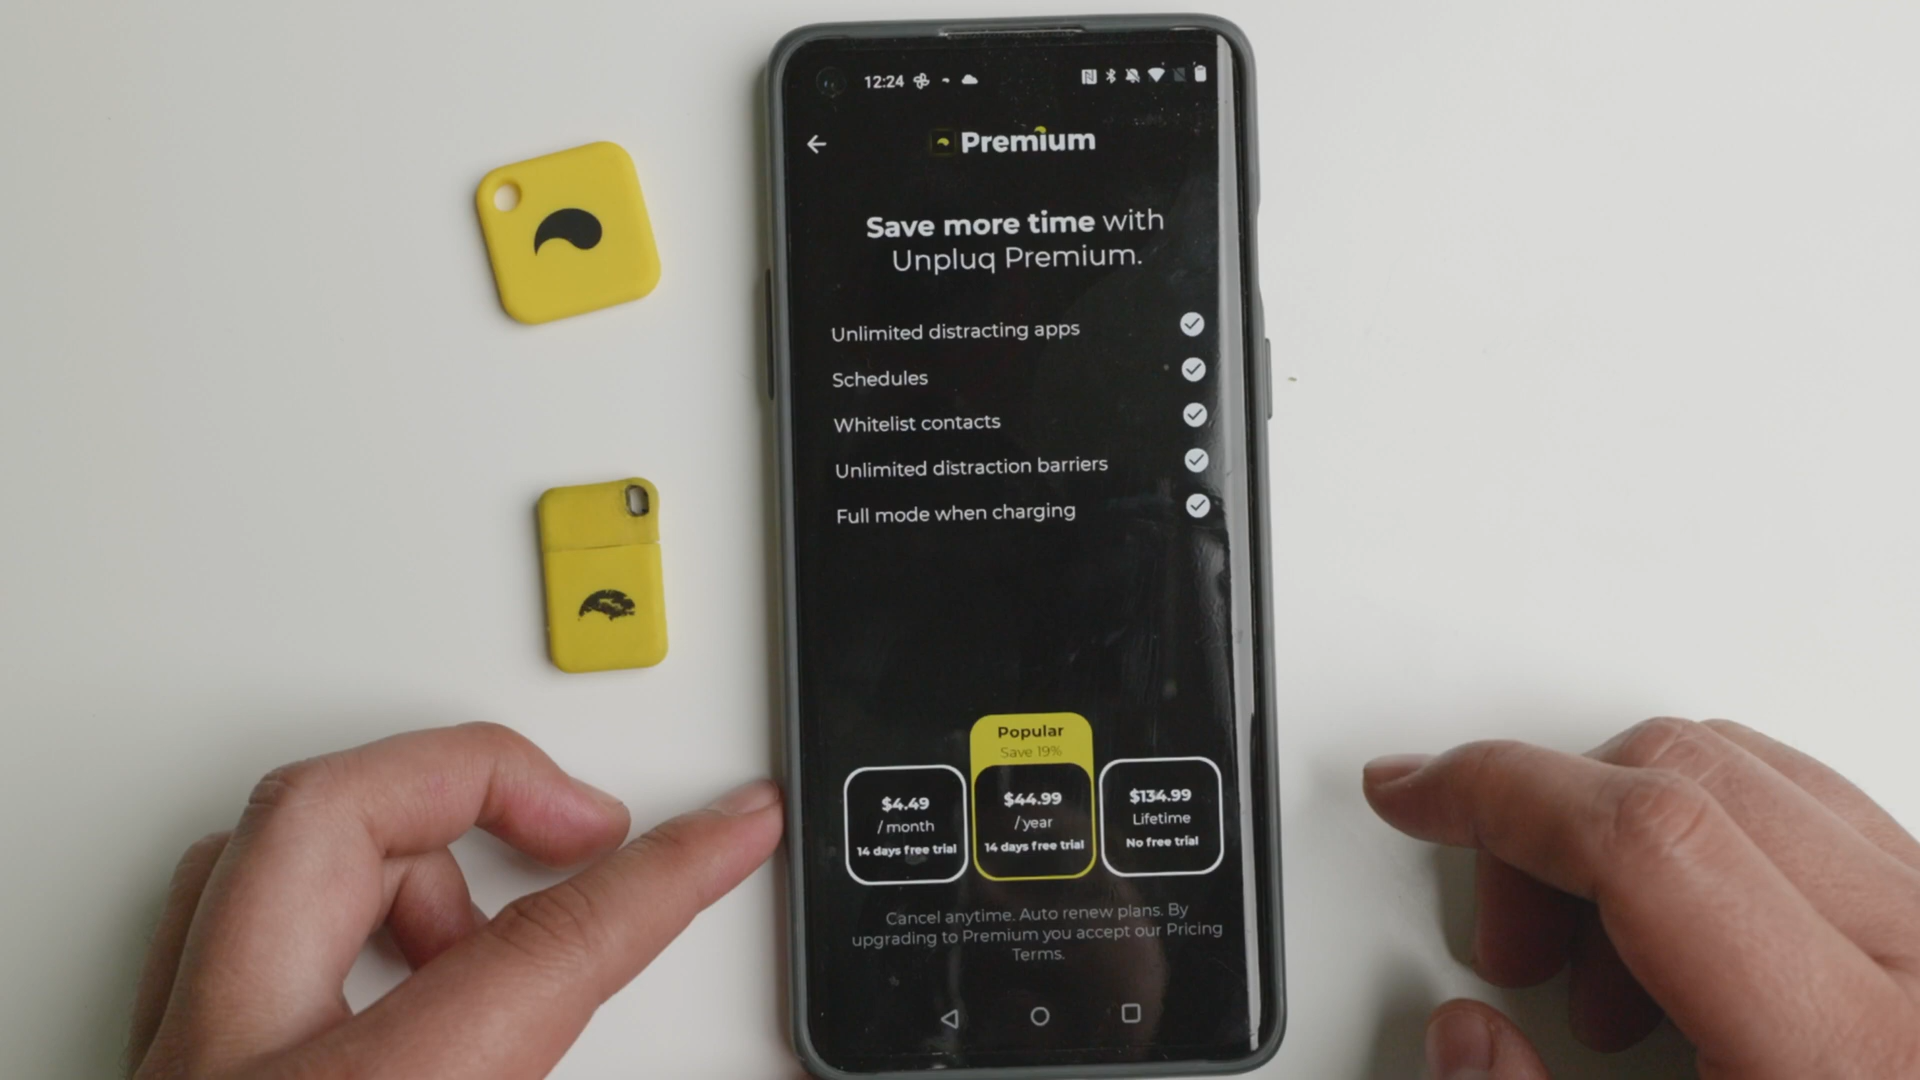 12:24
Premium
Save more time with
Unpluq Premium.
Unlimited distracting apps
Schedules
Whitelist contacts
Unlimited distraction barriers
Full mode when charging
Popular
Save 19%
$4.49
/ month
14 days free trial
$44.99
/ year
14 days free trial
$134.99
Lifetime
No free trial
Cancel anytime. Auto renew plans. By
upgrading to Premium you accept our Pricing
Terms.